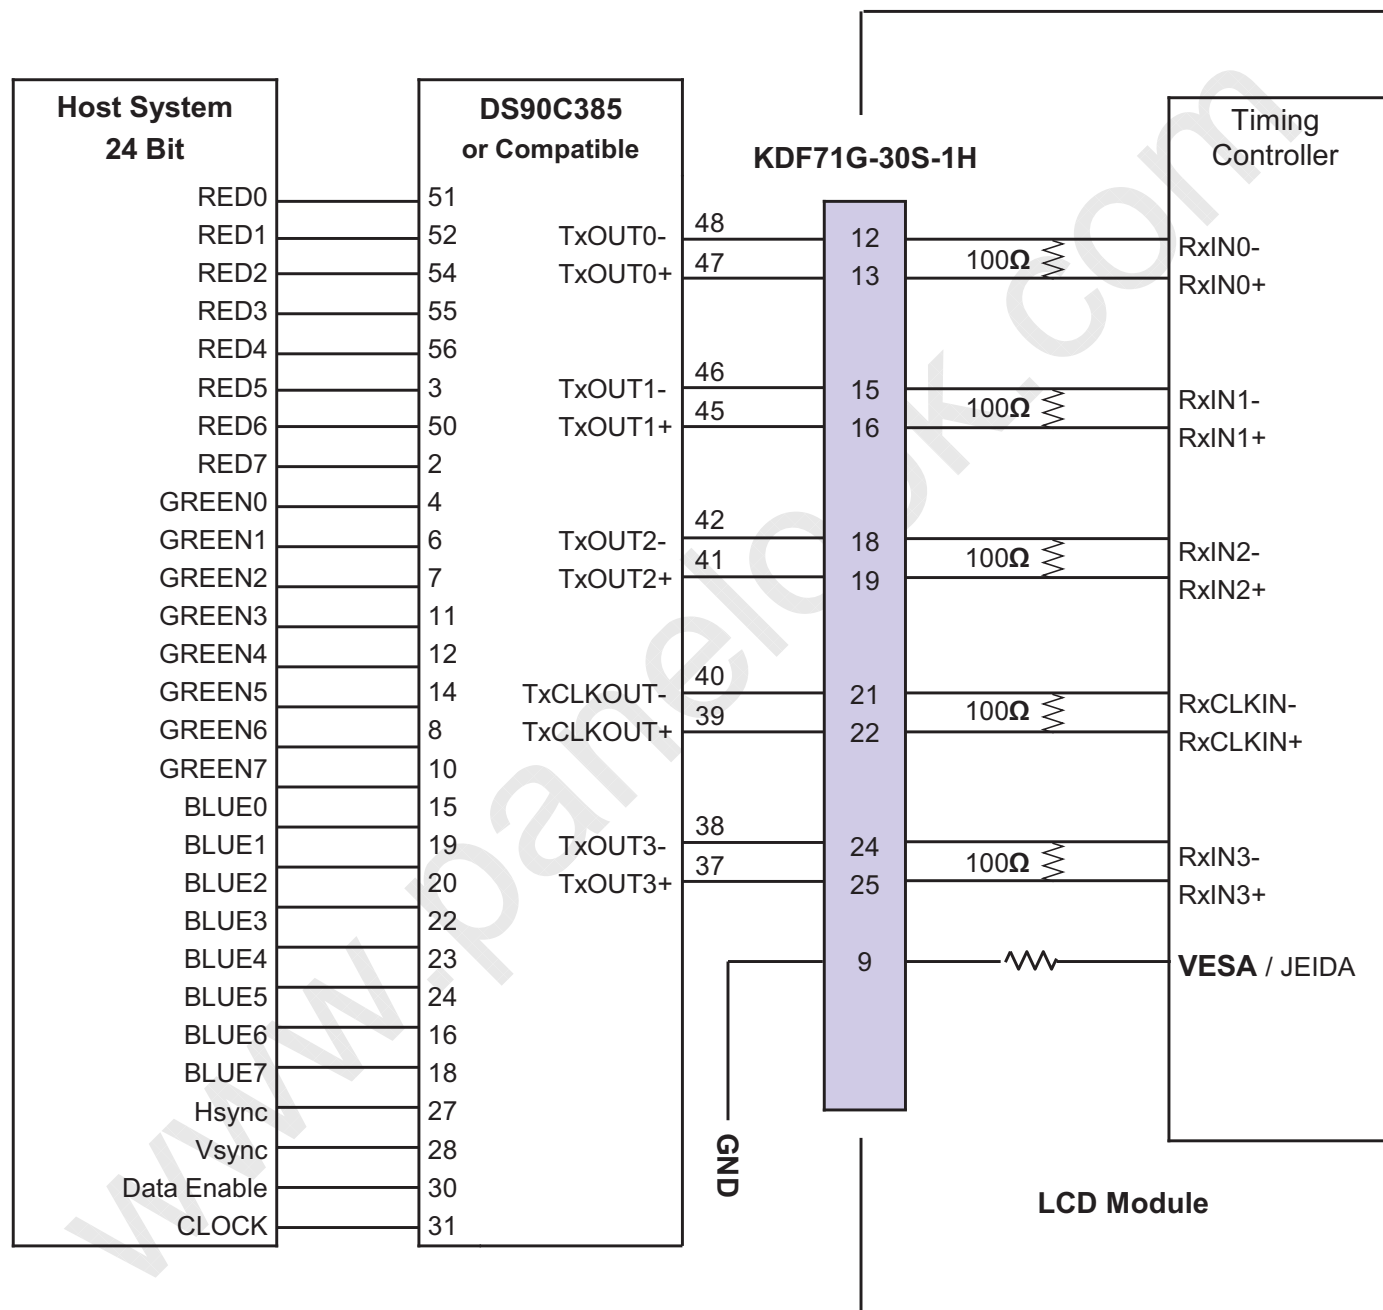 Host System
24 Bit
RED0
RED1
RED2
RED3
RED4
RED5
RED6
RED7
GREEN0
GREEN1
GREEN2
GREEN3
GREEN4
GREEN5
GREEN6
GREEN7
BLUE0
BLUE1
BLUE2
BLUE3
BLUE4
BLUE5
BLUE6
BLUE7
Hsync
Vsync
Data Enable
CLOCK
DS90C385
or Compatible
51
52
54
55
56
3
50
2
4
6
7
11
12
14
8
10
15
19
20
22
23
24
16
18
27
28
30
31
TxOUT0-
TxOUT0+
TxOUT1-
TxOUT1+
TxOUT2-
TxOUT2+
TxCLKOUT-
TxCLKOUT+
TxOUT3-
TxOUT3+
48
47
46
45
42
41
40
39
38
37
GND
KDF71G-30S-1H
12
13
15
16
18
19
21
22
24
25
9
100Ω
100Ω
100Ω
100Ω
100Ω
Timing
Controller
RxIN0-
RxIN0+
RxIN1-
RxIN1+
RxIN2-
RxIN2+
RxCLKIN-
RxCLKIN+
RxIN3-
RxIN3+
VESA / JEIDA
LCD Module
www.panelook.com